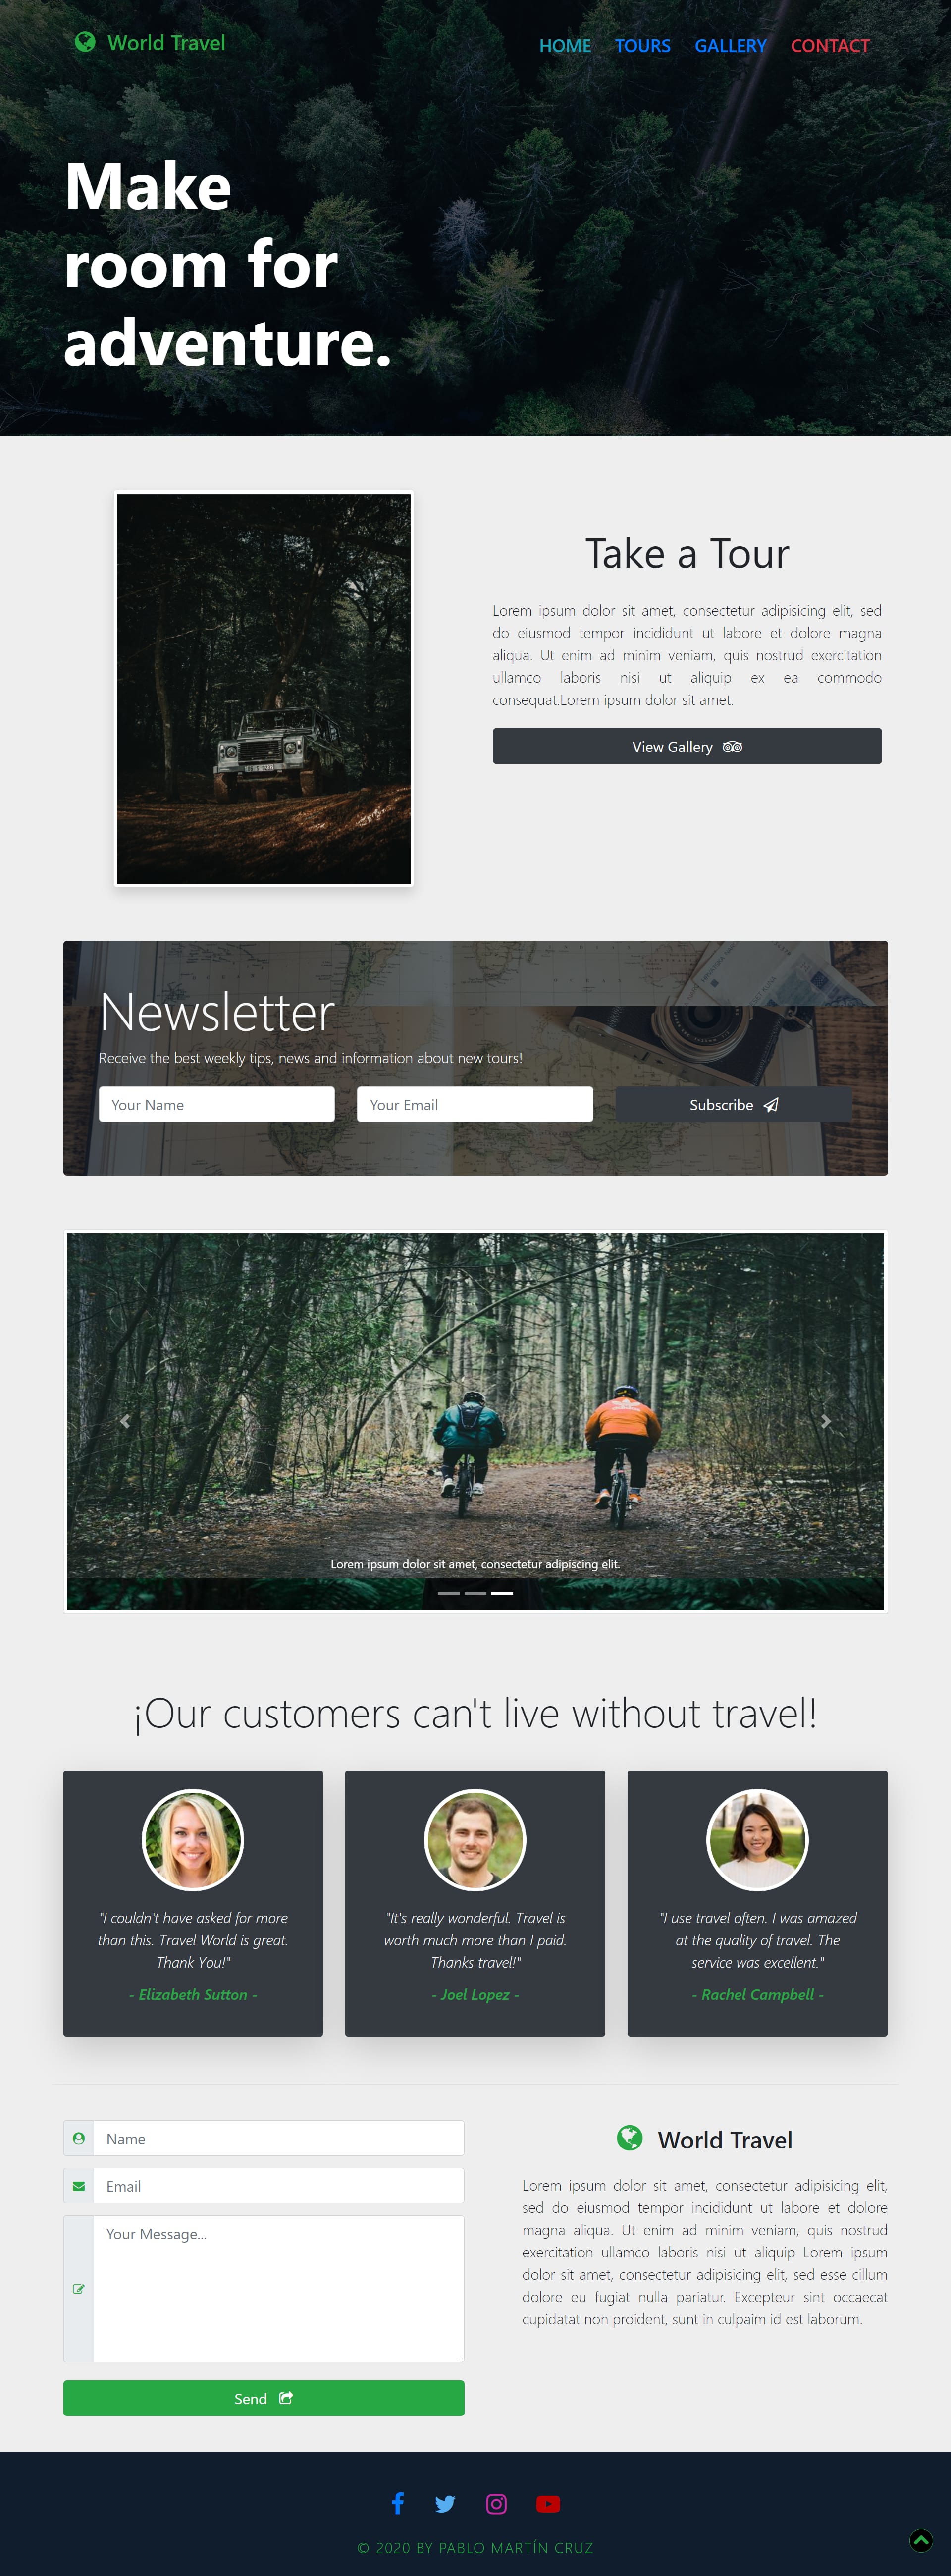 World Travel
HOME TOURS GALLERY CONTACT
Make
room for
adventure.
Take a Tour
Lorem ipsum dolor sit amet, consectetur adipisicing elit, sed
do eiusmod tempor incididunt ut labore et dolore magna
aliqua. Ut enim ad minim veniam, quis nostrud exercitation
ullamco laboris nisi ut aliquip ex ea commodo
consequat.Lorem ipsum dolor sit amet.
View Gallery
Newsletter
Receive the best weekly tips, news and information about new tours!
Your Name
Your Email
Subscribe
Lorem ipsum dolor sit amet, consectetur adipiscing elit.
¡Our customers can't live without travel!
"I couldn't have asked for more
than this. Travel World is great.
Thank You!"
- Elizabeth Sutton -
"It's really wonderful. Travel is
worth much more than I paid.
Thanks travel!"
- Joel Lopez -
"I use travel often. I was amazed
at the quality of travel. The
service was excellent."
- Rachel Campbell -
Name
Email
Your Message...
Send
World Travel
Lorem ipsum dolor sit amet, consectetur adipisicing elit,
sed do eiusmod tempor incididunt ut labore et dolore
magna aliqua. Ut enim ad minim veniam, quis nostrud
exercitation ullamco laboris nisi ut aliquip Lorem ipsum
dolor sit amet, consectetur adipisicing elit, sed esse cillum
dolore eu fugiat nulla pariatur. Excepteur sint occaecat
cupidatat non proident, sunt in culpaim id est laborum.
© 2020 BY PABLO MARTÍN CRUZ